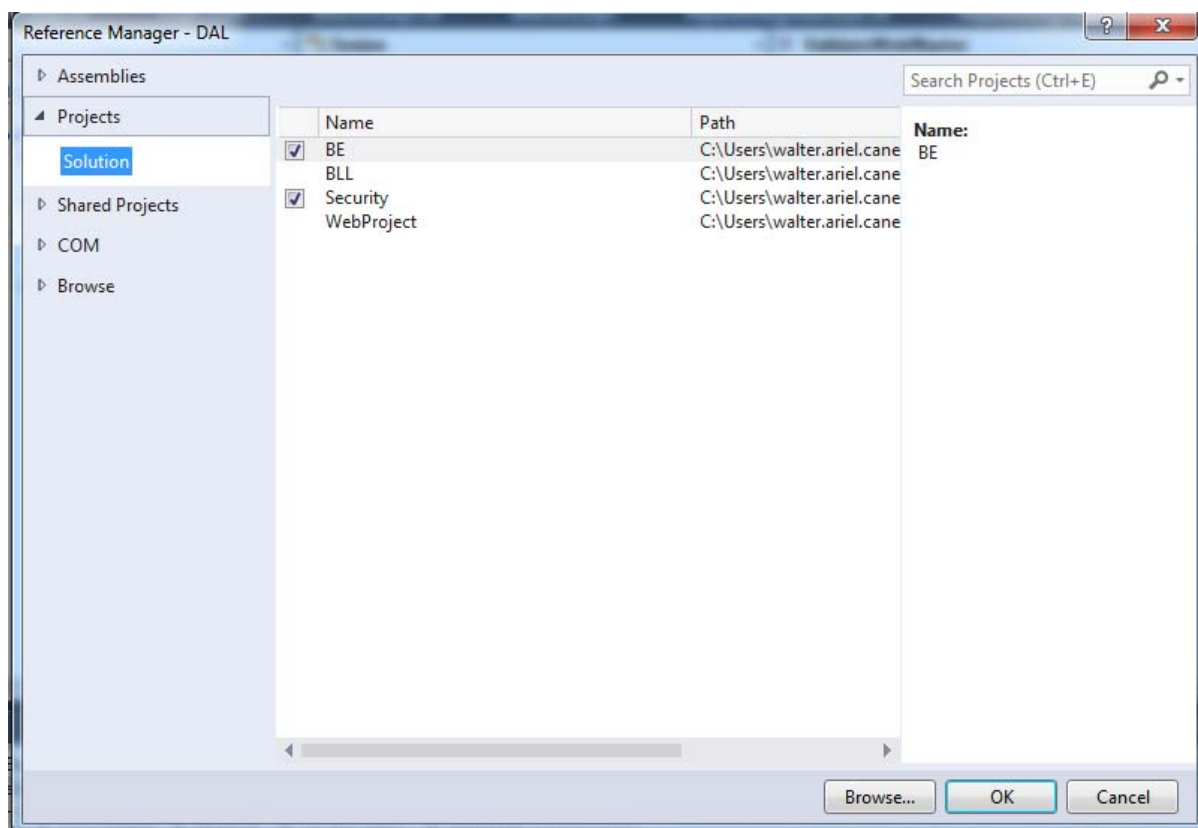 Reference Manager - DAL
Assemblies
Search Projects (Ctrl+E)
Projects
Solution
Shared Projects
COM
Browse
Name Path
BE C:\Users\walter.ariel.cane
BLL C:\Users\walter.ariel.cane
Security C:\Users\walter.ariel.cane
WebProject C:\Users\walter.ariel.cane
Name:
BE
Browse... OK Cancel